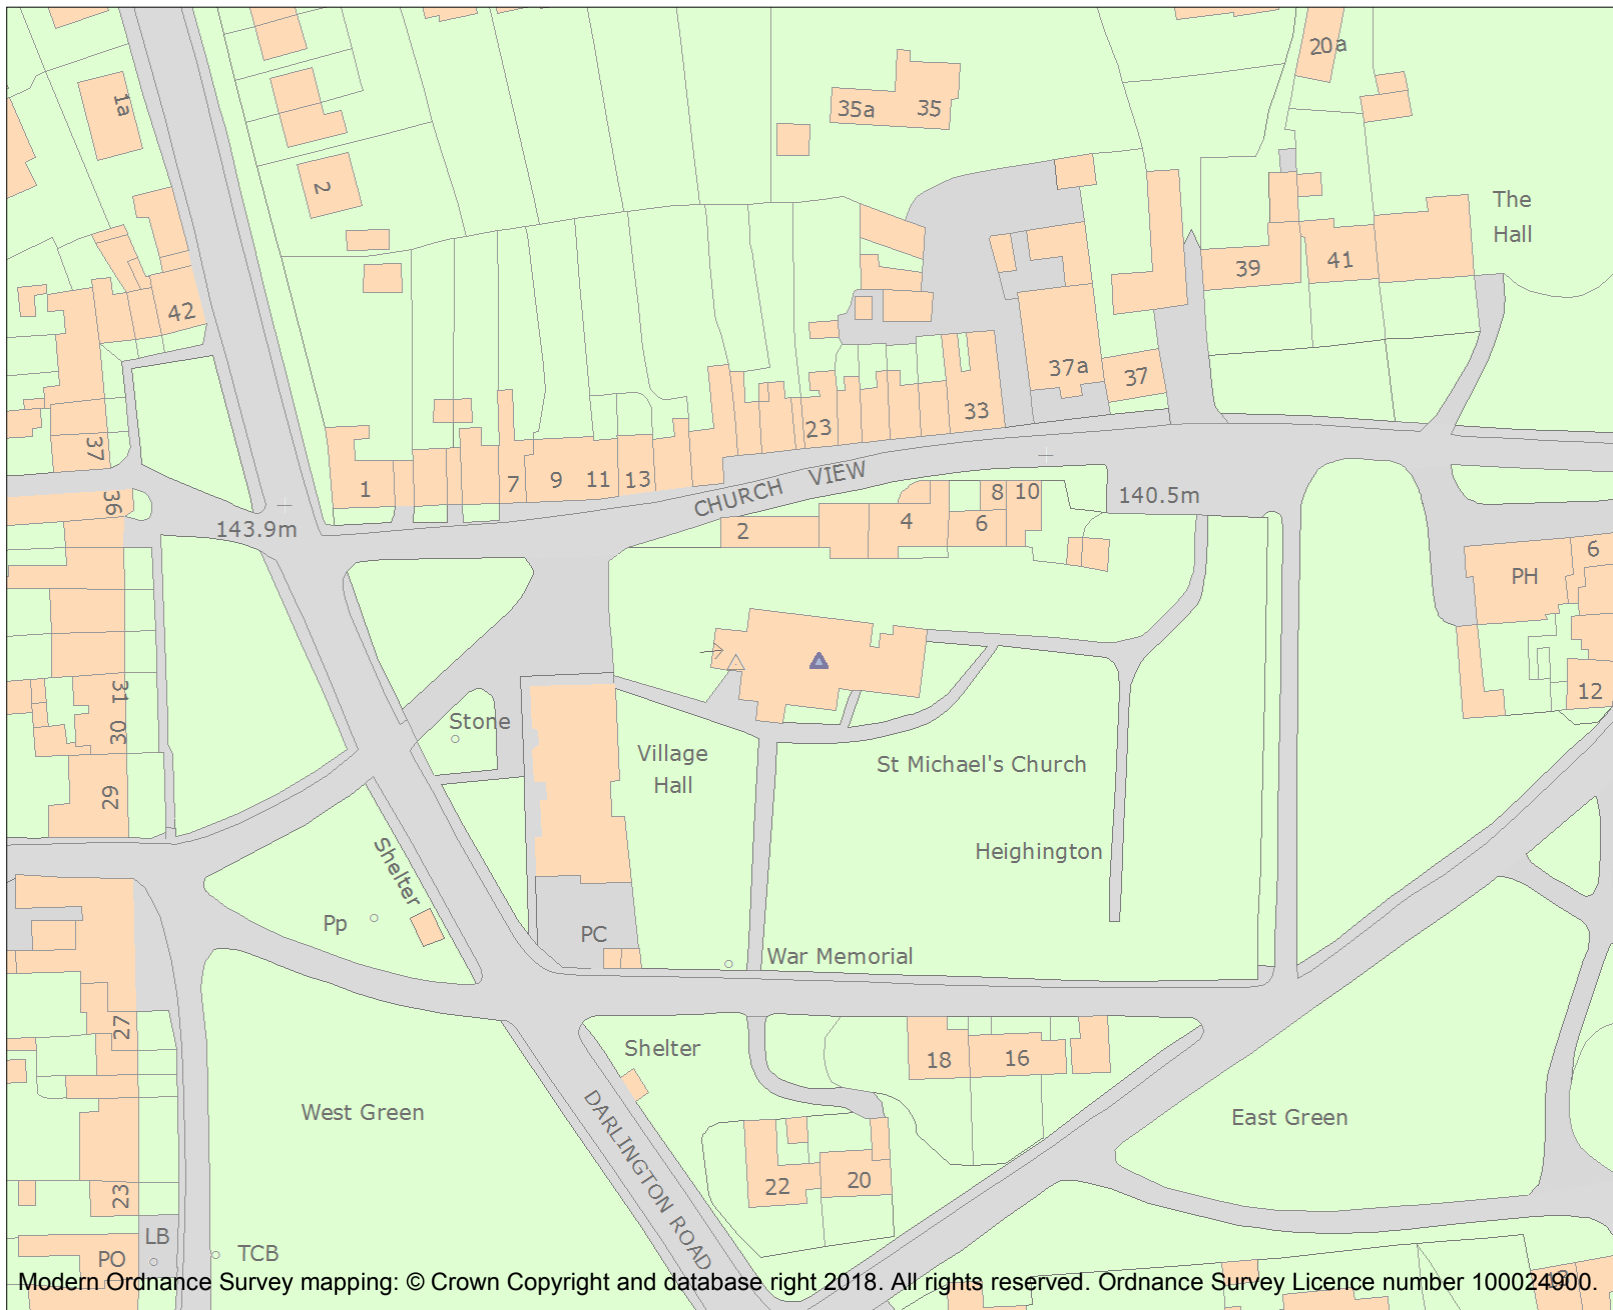 20a
1a
35a
35
2
The
Hall
39
41
42
37a
37
33
23
37
1
7
9
11
13
CHURCH VIEW
36
143.9m
2
4
6
8
10
140.5m
6
PH
12
31
30
Stone
Village
Hall
St Michael's Church
29
Shelter
Heighington
Pp
PC
War Memorial
27
Shelter
18
16
West Green
DARLINGTON ROAD
East Green
22
20
23
LB
PO
TCB
Modern Ordnance Survey mapping: © Crown Copyright and database right 2018. All rights reserved. Ordnance Survey Licence number 100024900.